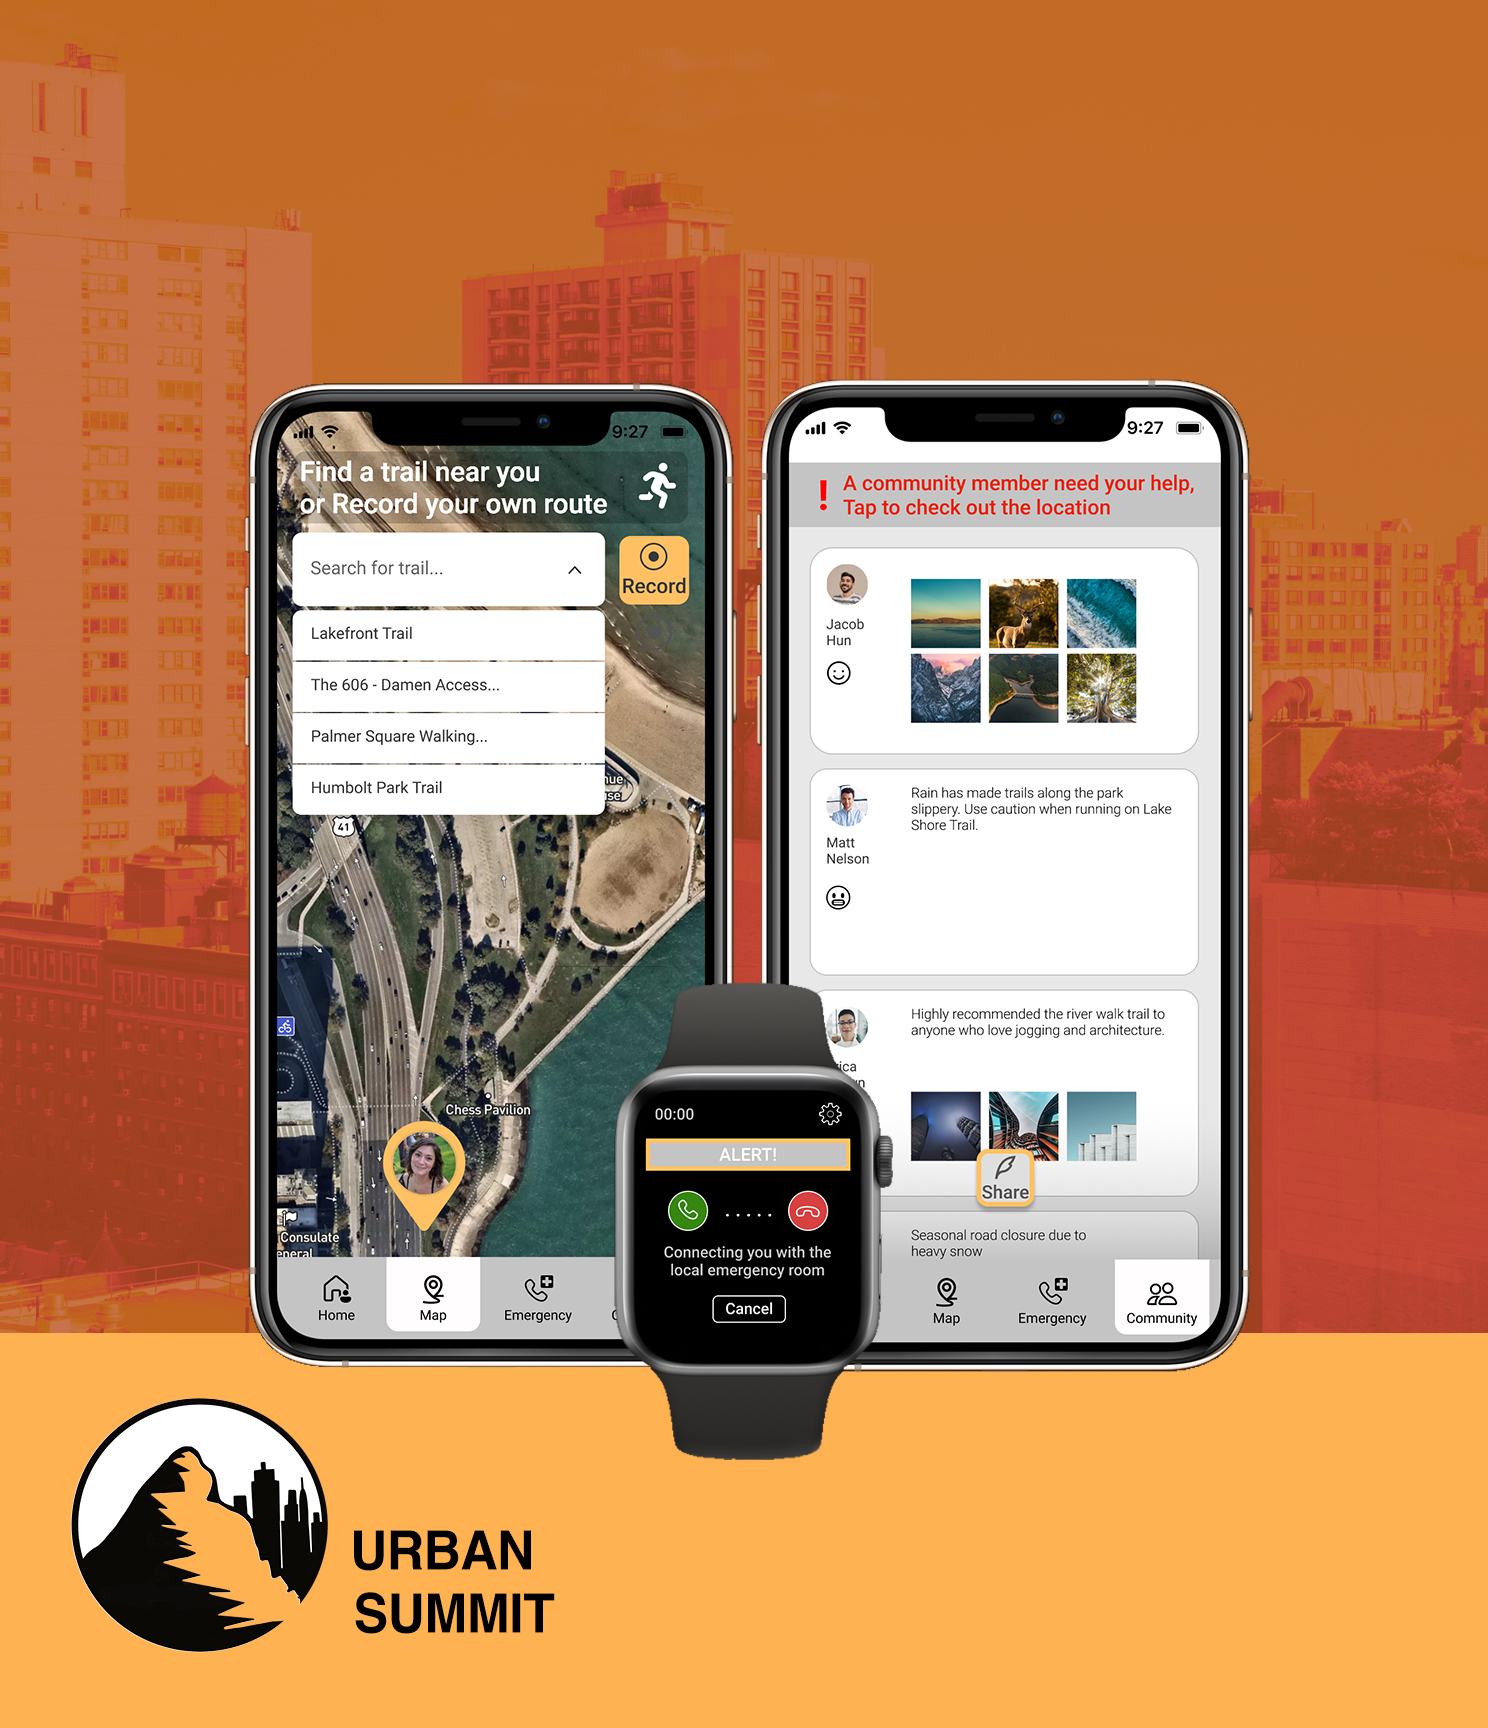 9:27
Find a trail near you
or Record your own route
Search for trail...
Record
Lakefront Trail
The 606 - Damen Access...
Palmer Square Walking...
Humbolt Park Trail
41
Chess Pavilion
Consulate
Home
Map
Emergency
9:27
! A community member need your help,
Tap to check out the location
Jacob
Hun
Rain has made trails along the park
slippery. Use caution when running on Lake
Shore Trail.
Matt
Nelson
Highly recommended the river walk trail to
anyone who love jogging and architecture.
Share
Seasonal road closure due to
heavy snow
Map
Emergency
Community
00:00
ALERT!
Connecting you with the
local emergency room
Cancel
URBAN
SUMMIT